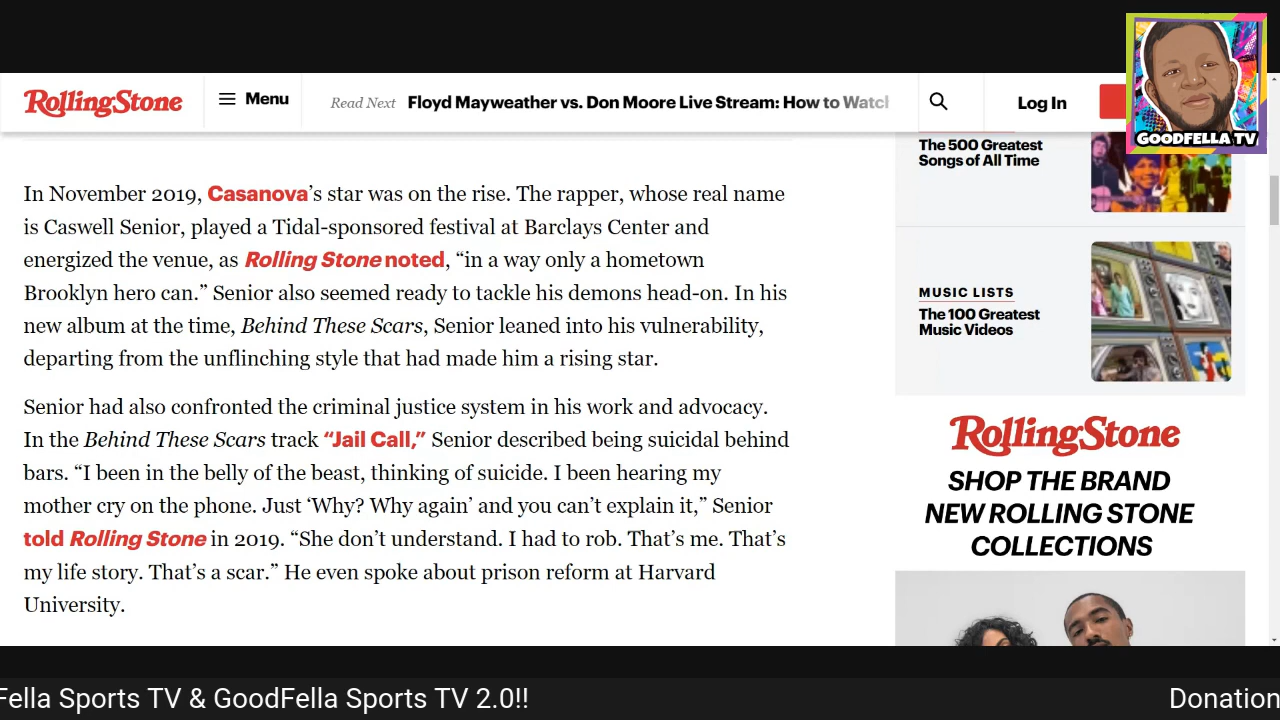 GOODFELLA TV
RollingStone
Menu
Read Next Floyd Mayweather vs. Don Moore Live Stream: How to Watch
Log In
The 500 Greatest
Songs of All Time
In November 2019, Casanova’s star was on the rise. The rapper, whose real name
is Caswell Senior, played a Tidal-sponsored festival at Barclays Center and
energized the venue, as Rolling Stone noted, “in a way only a hometown
Brooklyn hero can.” Senior also seemed ready to tackle his demons head-on. In his
new album at the time, Behind These Scars, Senior leaned into his vulnerability,
departing from the unflinching style that had made him a rising star.
Senior had also confronted the criminal justice system in his work and advocacy.
In the Behind These Scars track “Jail Call,” Senior described being suicidal behind
bars. “I been in the belly of the beast, thinking of suicide. I been hearing my
mother cry on the phone. Just ‘Why? Why again’ and you can’t explain it,” Senior
told Rolling Stone in 2019. “She don’t understand. I had to rob. That’s me. That’s
my life story. That’s a scar.” He even spoke about prison reform at Harvard
University.
MUSIC LISTS
The 100 Greatest
Music Videos
RollingStone
SHOP THE BRAND
NEW ROLLING STONE
COLLECTIONS
Fella Sports TV & GoodFella Sports TV 2.0!!
Donation